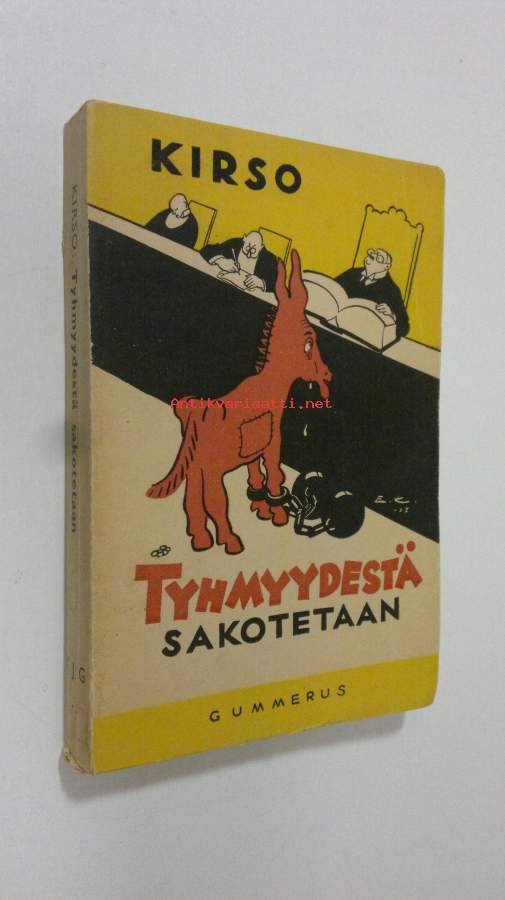 KIRSO
KIRSO: Tyhmyydestä sakotetaan
Antikvariaatti.net
TYHMYYDESTÄ
SAKOTETAAN
GUMMERUS